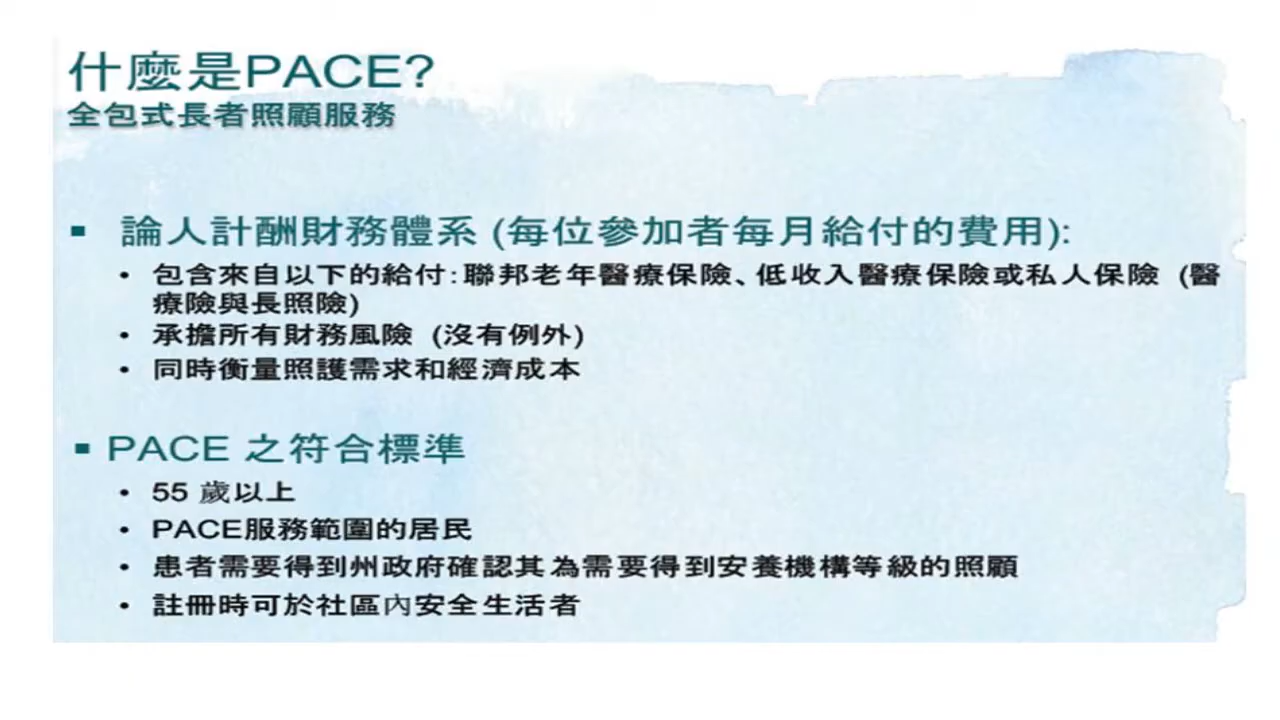 什麼是PACE?
全包式長者照顧服務
▪ 論人計酬財務體系 (每位參加者每月給付的費用):
• 包含來自以下的給付:聯邦老年醫療保險、低收入醫療保險或私人保險 (醫
療險與長照險)
• 承擔所有財務風險 (沒有例外)
• 同時衡量照護需求和經濟成本
▪ PACE 之符合標準
• 55 歲以上
• PACE服務範圍的居民
• 患者需要得到州政府確認其為需要得到安養機構等級的照顧
• 註冊時可於社區內安全生活者